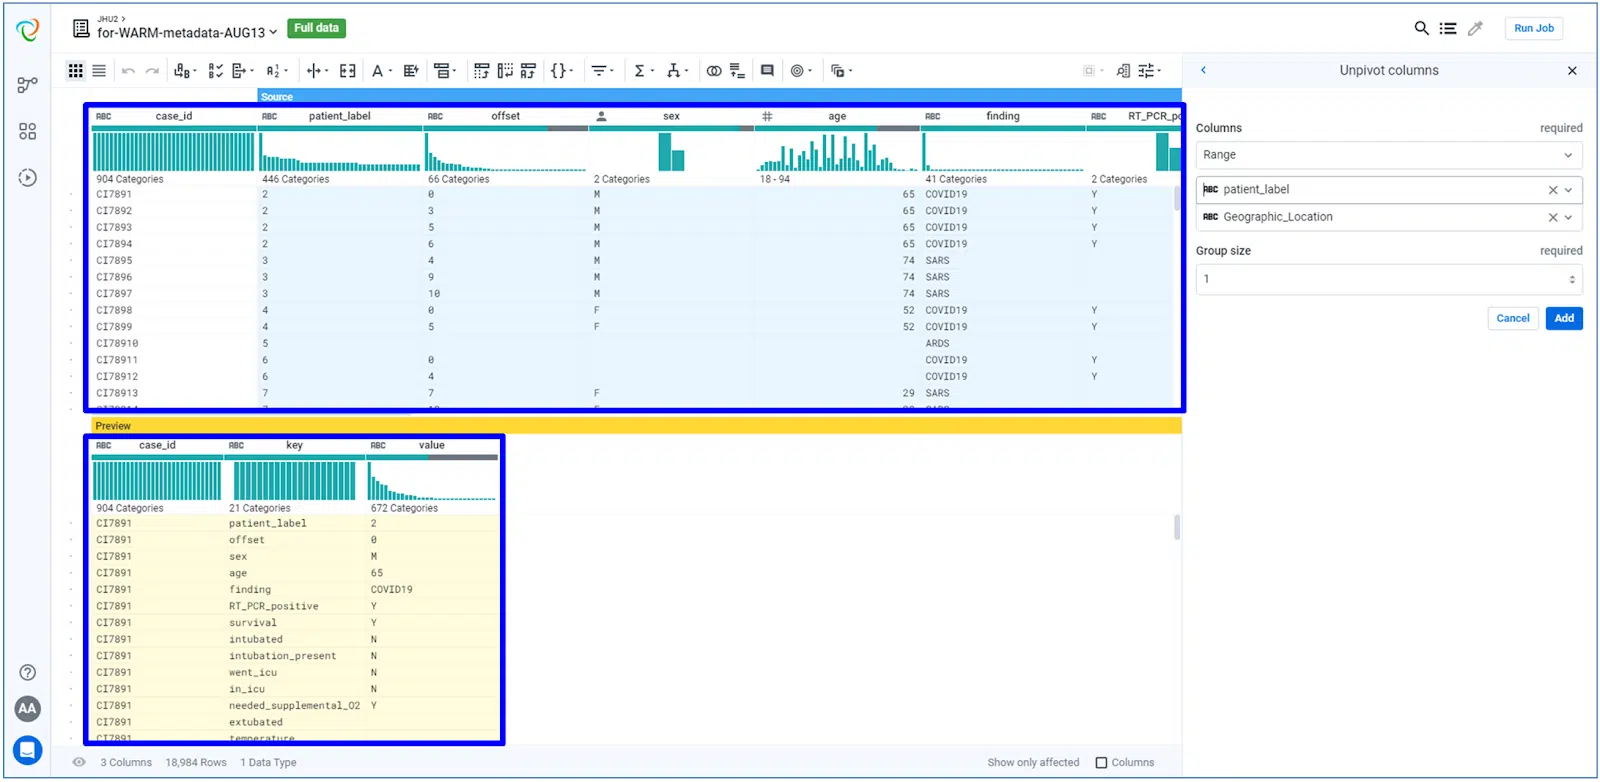 JHU2 >
for-WARM-metadata-AUG13
Full data
Run Job
Unpivot columns
Source
ABC case_id ABC patient_label ABC offset sex # age ABC finding ABC RT_PCR_po
904 Categories 446 Categories 66 Categories 2 Categories 18 - 94 41 Categories 2 Categories
CI7891 2 0 M 65 COVID19 Y
CI7892 2 3 M 65 COVID19 Y
CI7893 2 5 M 65 COVID19 Y
CI7894 2 6 M 65 COVID19 Y
CI7895 3 4 M 74 SARS
CI7896 3 9 M 74 SARS
CI7897 3 10 M 74 SARS
CI7898 4 0 F 52 COVID19 Y
CI7899 4 5 F 52 COVID19 Y
CI78910 5 ARDS
CI78911 6 0 COVID19 Y
CI78912 6 4 COVID19 Y
CI78913 7 7 F 29 SARS
Preview
ABC case_id ABC key ABC value
904 Categories 21 Categories 672 Categories
CI7891 patient_label 2
CI7891 offset 0
CI7891 sex M
CI7891 age 65
CI7891 finding COVID19
CI7891 RT_PCR_positive Y
CI7891 survival Y
CI7891 intubated N
CI7891 intubation_present N
CI7891 went_icu N
CI7891 in_icu N
CI7891 needed_supplemental_O2 Y
CI7891 extubated
CI7891 temperature
Columns required
Range
ABC patient_label
ABC Geographic_Location
Group size required
1
Cancel Add
AA
3 Columns 18,984 Rows 1 Data Type Show only affected Columns